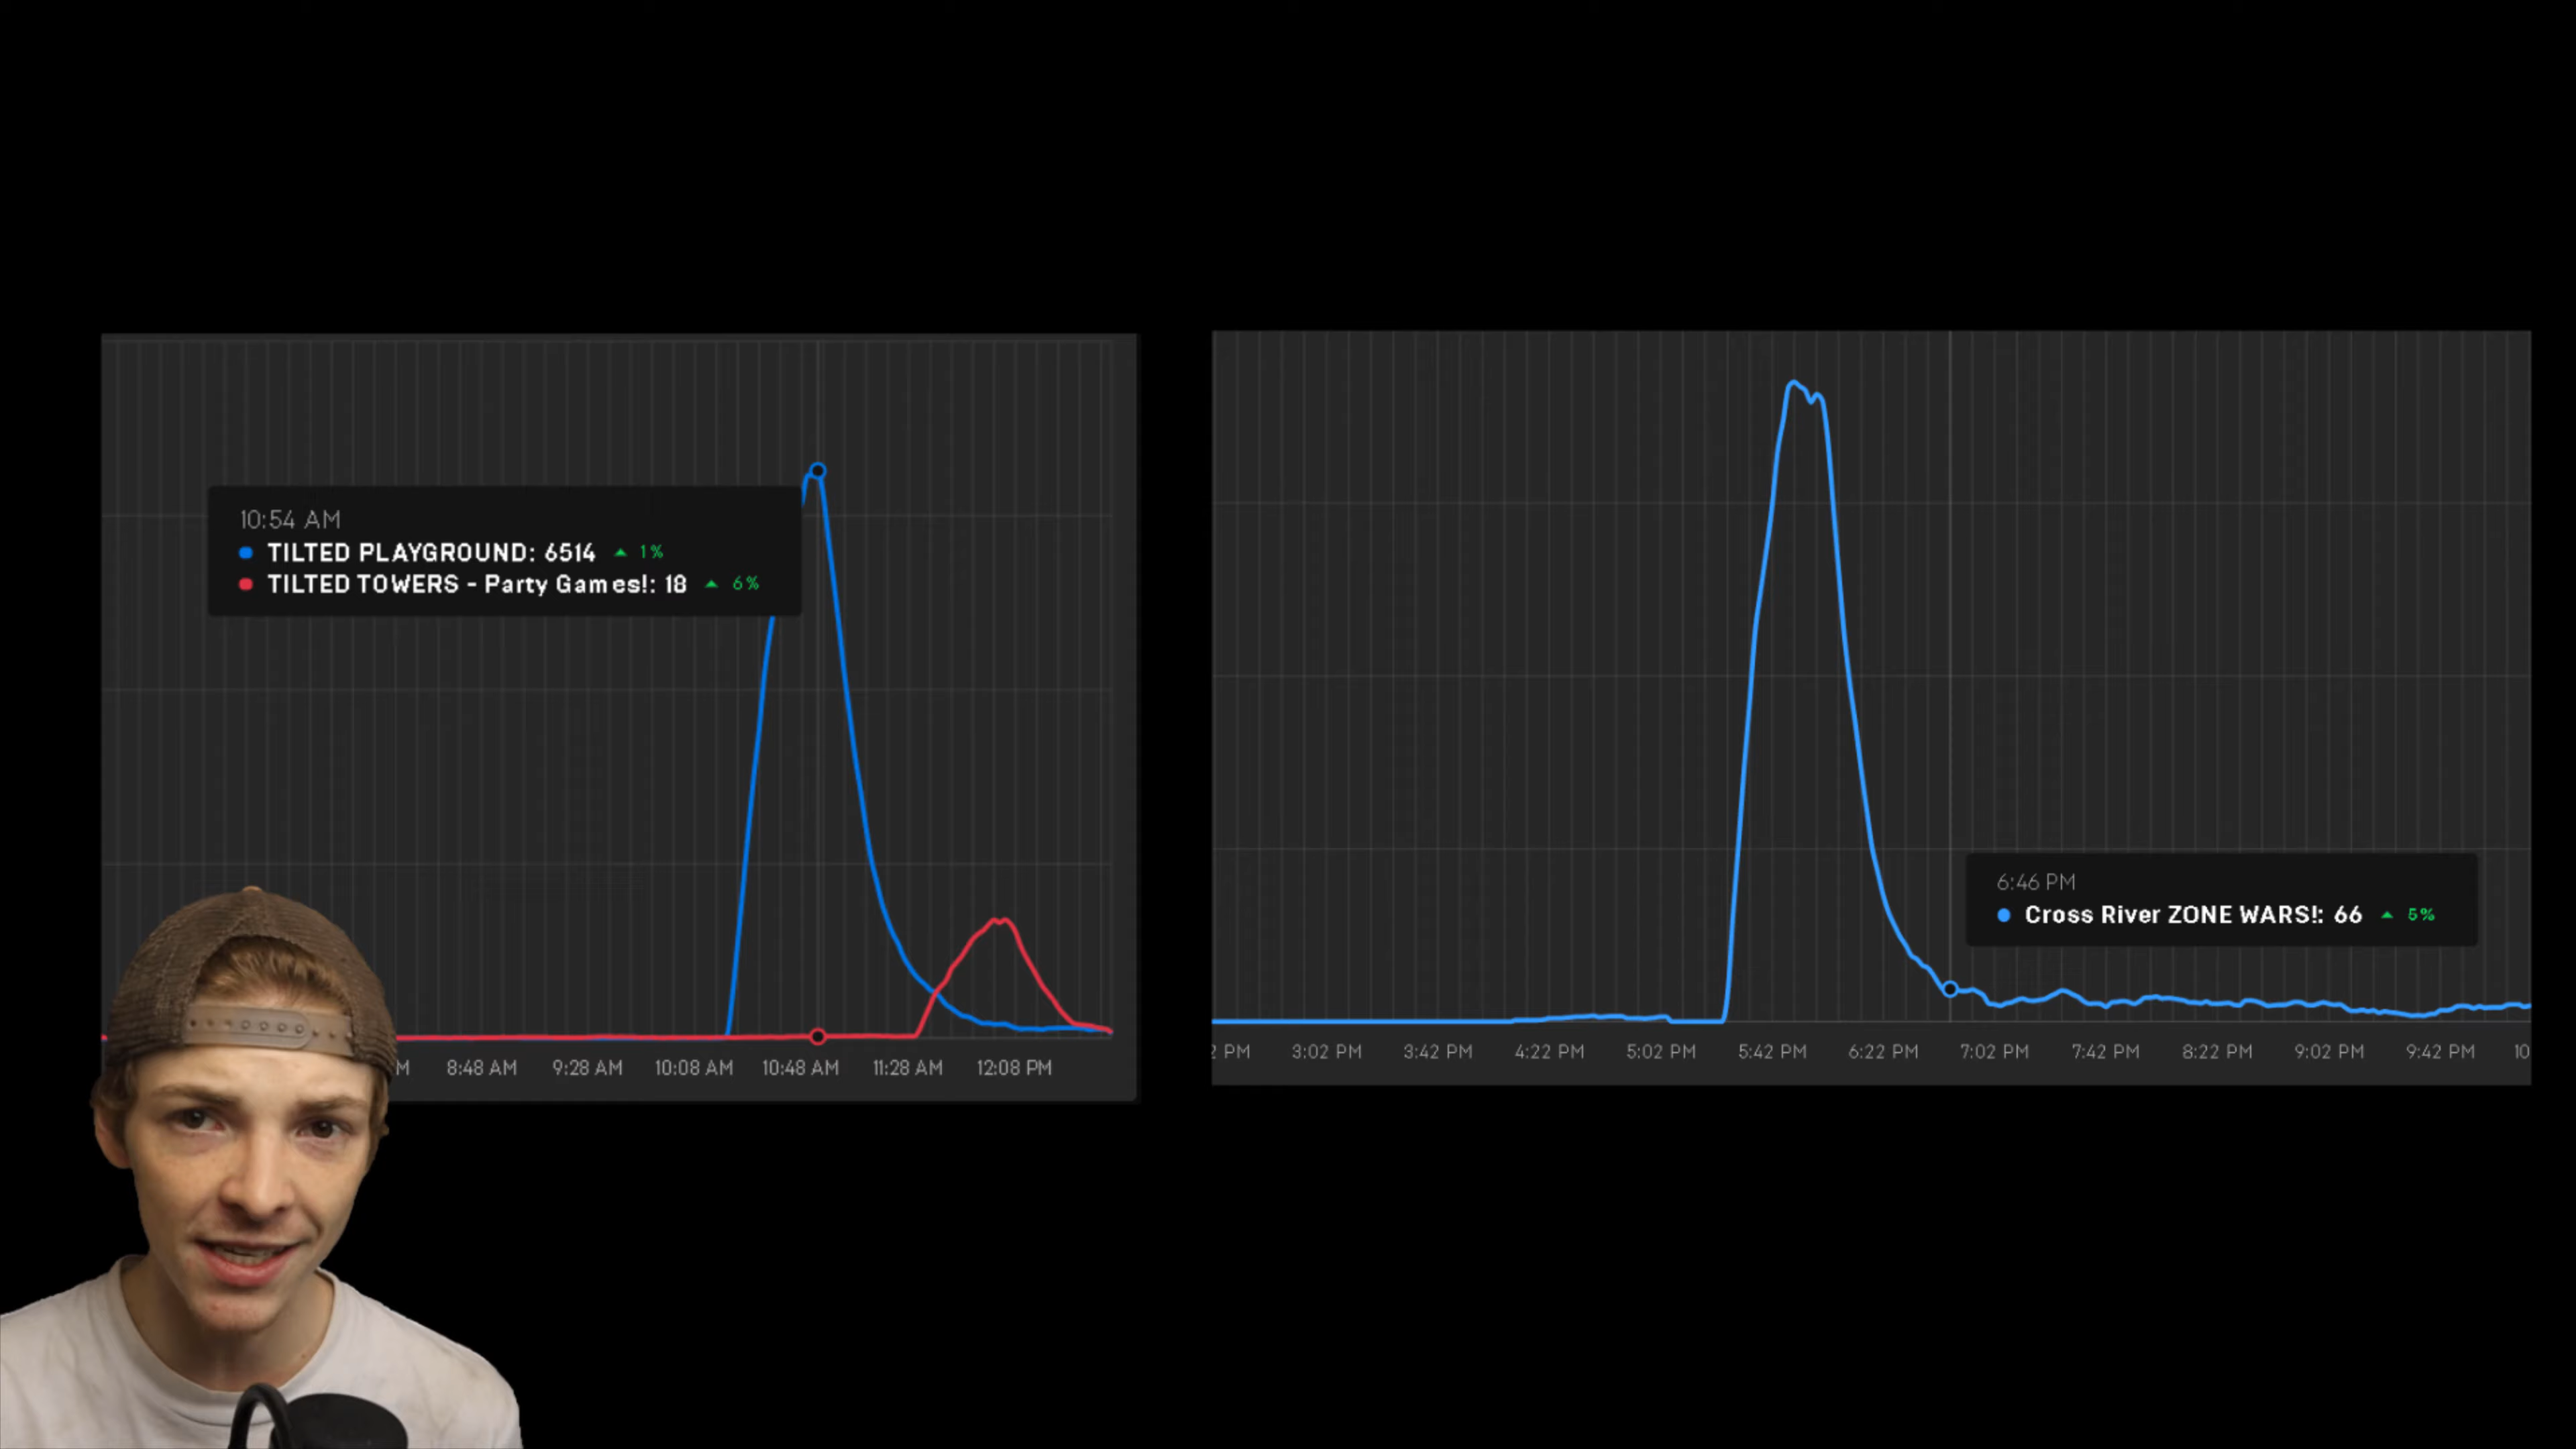 10:54 AM
TILTED PLAYGROUND: 6514 ▲ 1%
TILTED TOWERS - Party Games!: 18 ▲ 6%
M 8:48 AM 9:28 AM 10:08 AM 10:48 AM 11:28 AM 12:08 PM
6:46 PM
Cross River ZONE WARS!: 66 ▲ 5%
2 PM 3:02 PM 3:42 PM 4:22 PM 5:02 PM 5:42 PM 6:22 PM 7:02 PM 7:42 PM 8:22 PM 9:02 PM 9:42 PM 10